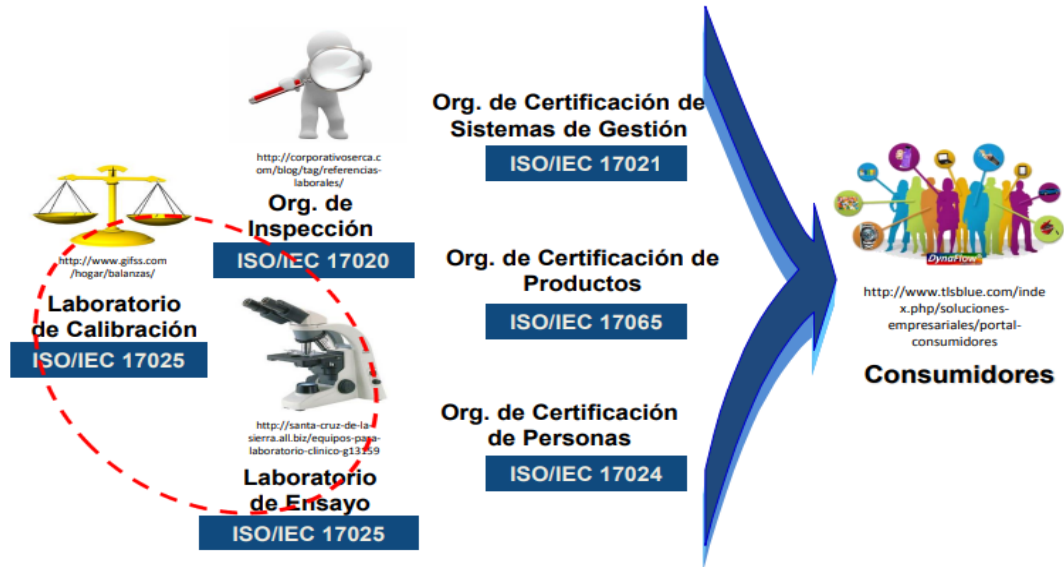 http://corporativoserca.c
om/blog/tag/referencias-
laborales/
Org. de
Inspección
ISO/IEC 17020
http://www.gifss.com
/hogar/balanzas/
Laboratorio
de Calibración
ISO/IEC 17025
http://santa-cruz-de-la-
sierra.all.biz/equipos-para-
laboratorio-clinico-g13159
Laboratorio
de Ensayo
ISO/IEC 17025
Org. de Certificación de
Sistemas de Gestión
ISO/IEC 17021
Org. de Certificación de
Productos
ISO/IEC 17065
Org. de Certificación
de Personas
ISO/IEC 17024
DynaFlow
http://www.tlsblue.com/inde
x.php/soluciones-
empresariales/portal-
consumidores
Consumidores